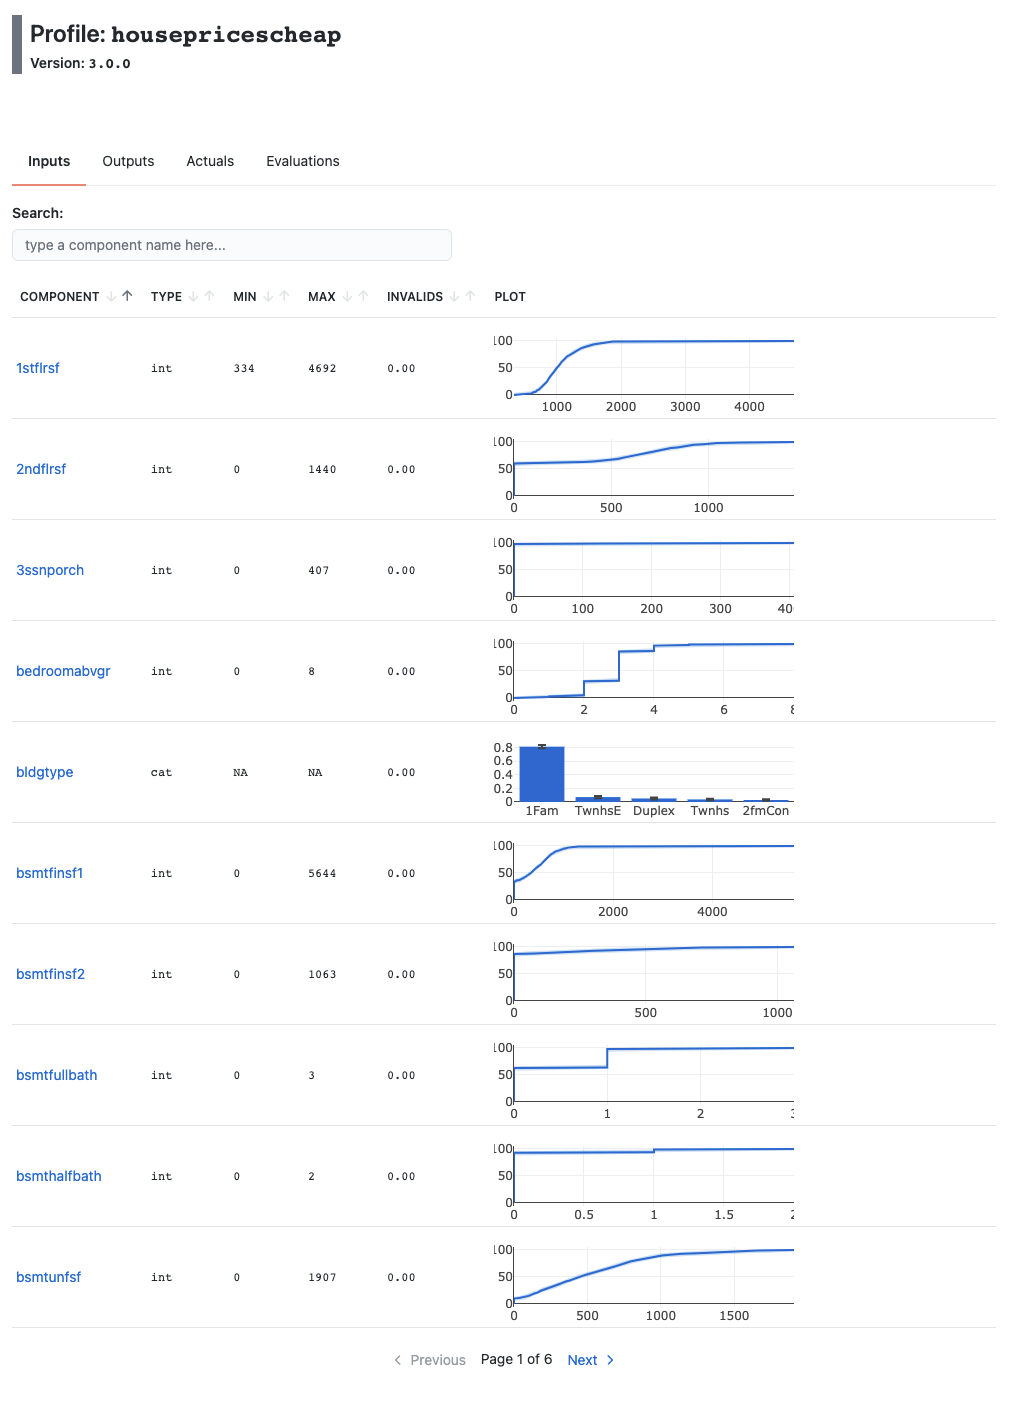 Profile: housepricescheap
Version: 3.0.0
Inputs Outputs Actuals Evaluations
Search:
type a component name here...
COMPONENT TYPE MIN MAX INVALIDS PLOT
1stflrsf int 334 4692 0.00
100
50
0
1000 2000 3000 4000
2ndflrsf int 0 1440 0.00
100
50
0
0 500 1000
3ssnporch int 0 407 0.00
100
50
0
0 100 200 300 40
bedroomabvgr int 0 8 0.00
100
50
0
0 2 4 6 8
bldgtype cat NA NA 0.00
0.8
0.6
0.4
0.2
0
1Fam TwnhsE Duplex Twnhs 2fmCon
bsmtfinsf1 int 0 5644 0.00
100
50
0
0 2000 4000
bsmtfinsf2 int 0 1063 0.00
100
50
0
0 500 1000
bsmtfullbath int 0 3 0.00
100
50
0
0 1 2 3
bsmthalfbath int 0 2 0.00
100
50
0
0 0.5 1 1.5 2
bsmtunfsf int 0 1907 0.00
100
50
0
0 500 1000 1500
Previous Page 1 of 6 Next